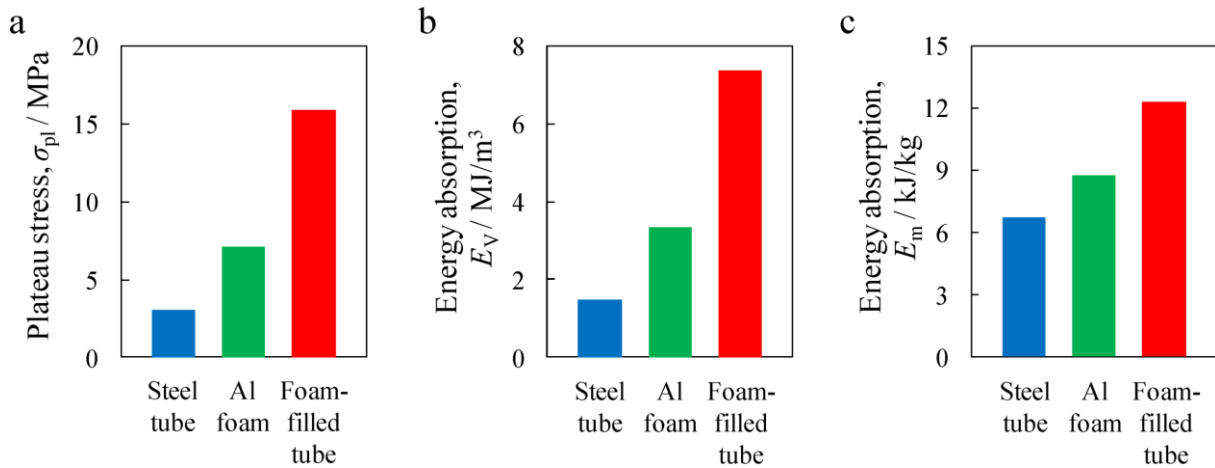 a
Plateau stress, σpl / MPa
20
15
10
5
0
Steel
tube
Al
foam
Foam-
filled
tube
b
Energy absorption,
EV / MJ/m³
8
6
4
2
0
Steel
tube
Al
foam
Foam-
filled
tube
c
Energy absorption,
Em / kJ/kg
15
12
9
6
3
0
Steel
tube
Al
foam
Foam-
filled
tube